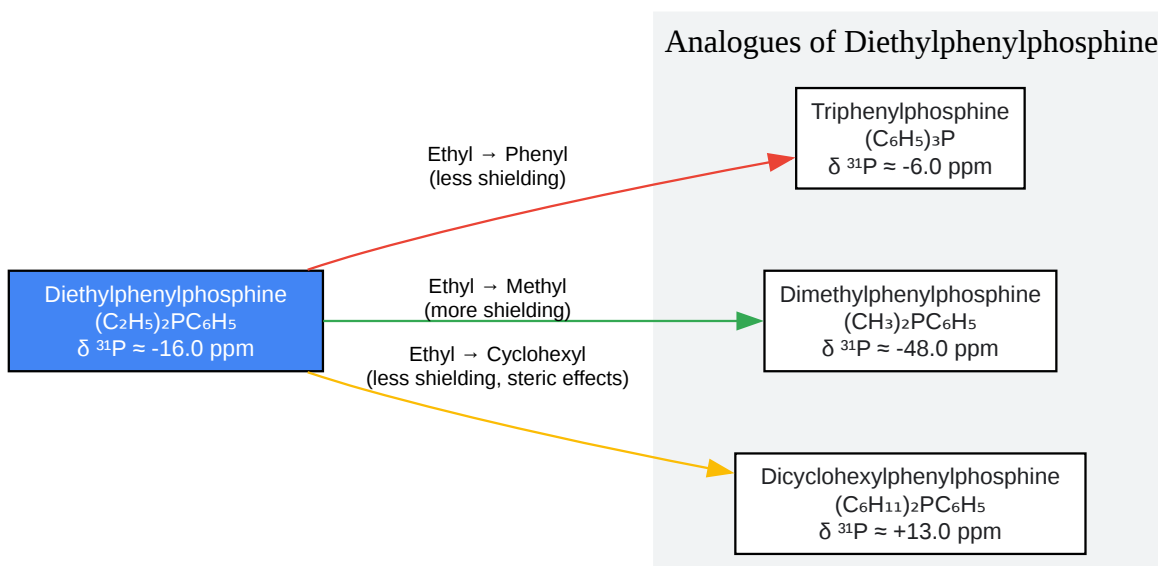 Analogues of Diethylphenylphosphine
Triphenylphosphine
(C₆H₅)₃P
δ ³¹P ≈ -6.0 ppm
Ethyl → Phenyl
(less shielding)
Diethylphenylphosphine
(C₂H₅)₂PC₆H₅
δ ³¹P ≈ -16.0 ppm
Ethyl → Methyl
(more shielding)
Dimethylphenylphosphine
(CH₃)₂PC₆H₅
δ ³¹P ≈ -48.0 ppm
Ethyl → Cyclohexyl
(less shielding, steric effects)
Dicyclohexylphenylphosphine
(C₆H₁₁)₂PC₆H₅
δ ³¹P ≈ +13.0 ppm